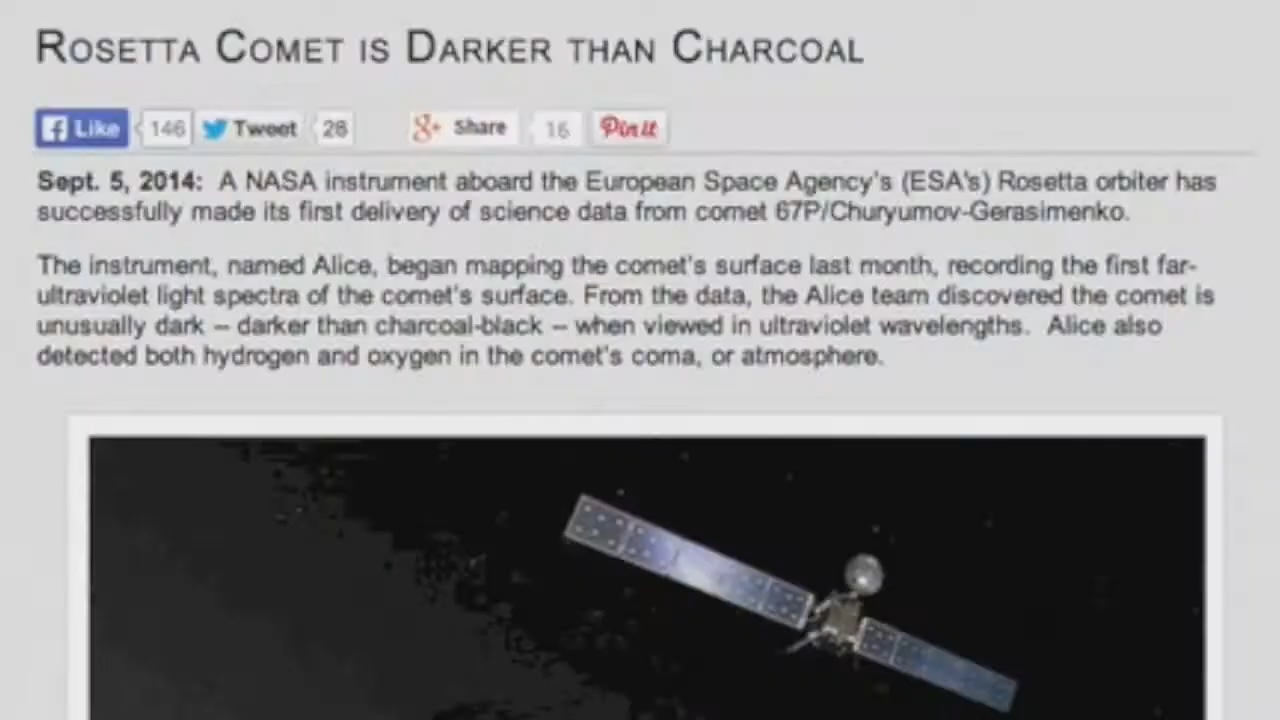 Rosetta Comet is Darker than Charcoal
Like 146 Tweet 28 Share 16 Pin it
Sept. 5, 2014: A NASA instrument aboard the European Space Agency's (ESA's) Rosetta orbiter has
successfully made its first delivery of science data from comet 67P/Churyumov-Gerasimenko.
The instrument, named Alice, began mapping the comet's surface last month, recording the first far-
ultraviolet light spectra of the comet's surface. From the data, the Alice team discovered the comet is
unusually dark – darker than charcoal-black – when viewed in ultraviolet wavelengths. Alice also
detected both hydrogen and oxygen in the comet's coma, or atmosphere.